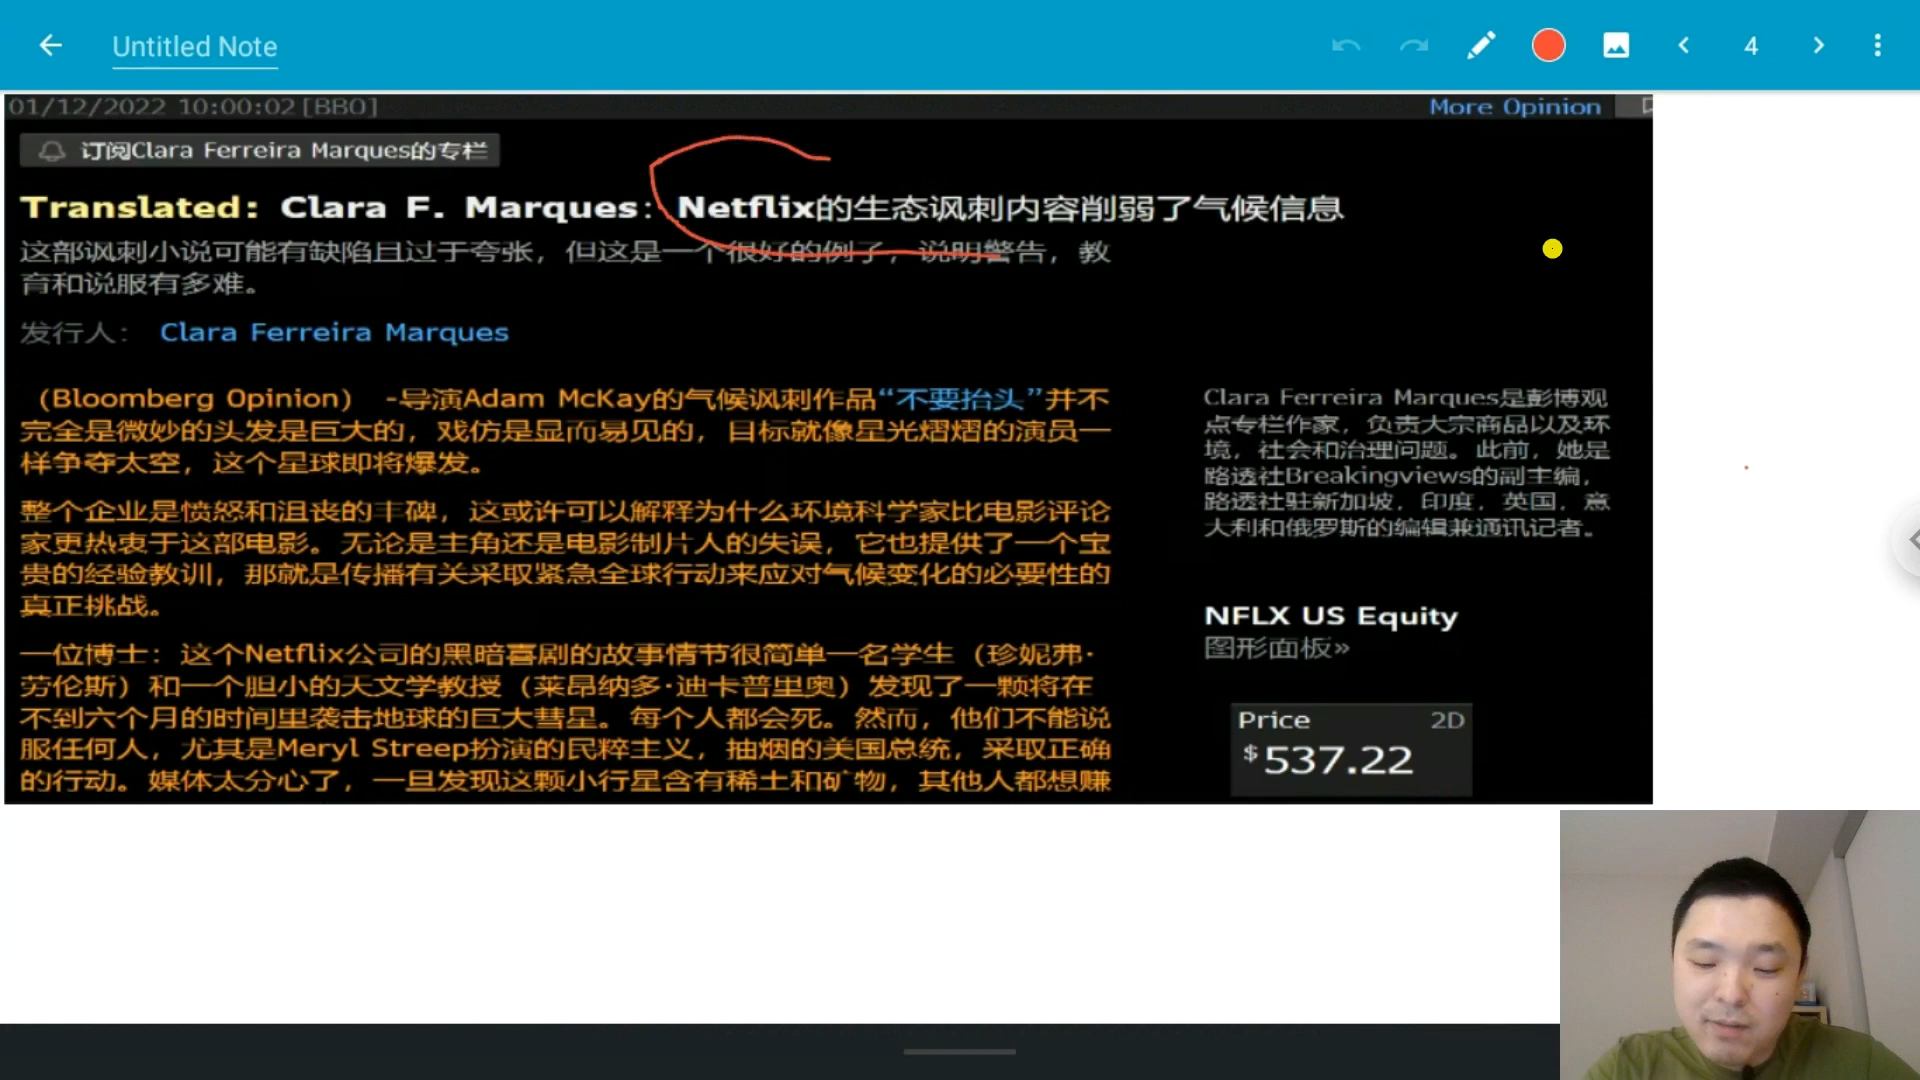 Untitled Note
4
01/12/2022 10:00:02[BBO]
More Opinion
订阅Clara Ferreira Marques的专栏
Translated: Clara F. Marques: Netflix的生态讽刺内容削弱了气候信息
这部讽刺小说可能有缺陷且过于夸张，但这是一个很好的例子，说明警告，教
育和说服有多难。
发行人： Clara Ferreira Marques
（Bloomberg Opinion） -导演Adam McKay的气候讽刺作品“不要抬头”并不
完全是微妙的头发是巨大的，戏仿是显而易见的，目标就像星光熠熠的演员一
样争夺太空，这个星球即将爆发。
整个企业是愤怒和沮丧的丰碑，这或许可以解释为什么环境科学家比电影评论
家更热衷于这部电影。无论是主角还是电影制片人的失误，它也提供了一个宝
贵的经验教训，那就是传播有关采取紧急全球行动来应对气候变化的必要性的
真正挑战。
一位博士：这个Netflix公司的黑暗喜剧的故事情节很简单一名学生（珍妮弗·
劳伦斯）和一个胆小的天文学教授（莱昂纳多·迪卡普里奥）发现了一颗将在
不到六个月的时间里袭击地球的巨大彗星。每个人都会死。然而，他们不能说
服任何人，尤其是Meryl Streep扮演的民粹主义，抽烟的美国总统，采取正确
的行动。媒体太分心了，一旦发现这颗小行星含有稀土和矿物，其他人都想赚
Clara Ferreira Marques是彭博观
点专栏作家，负责大宗商品以及环
境，社会和治理问题。此前，她是
路透社Breakingviews的副主编，
路透社驻新加坡，印度，英国，意
大利和俄罗斯的编辑兼通讯记者。
NFLX US Equity
图形面板»
Price 2D
$537.22